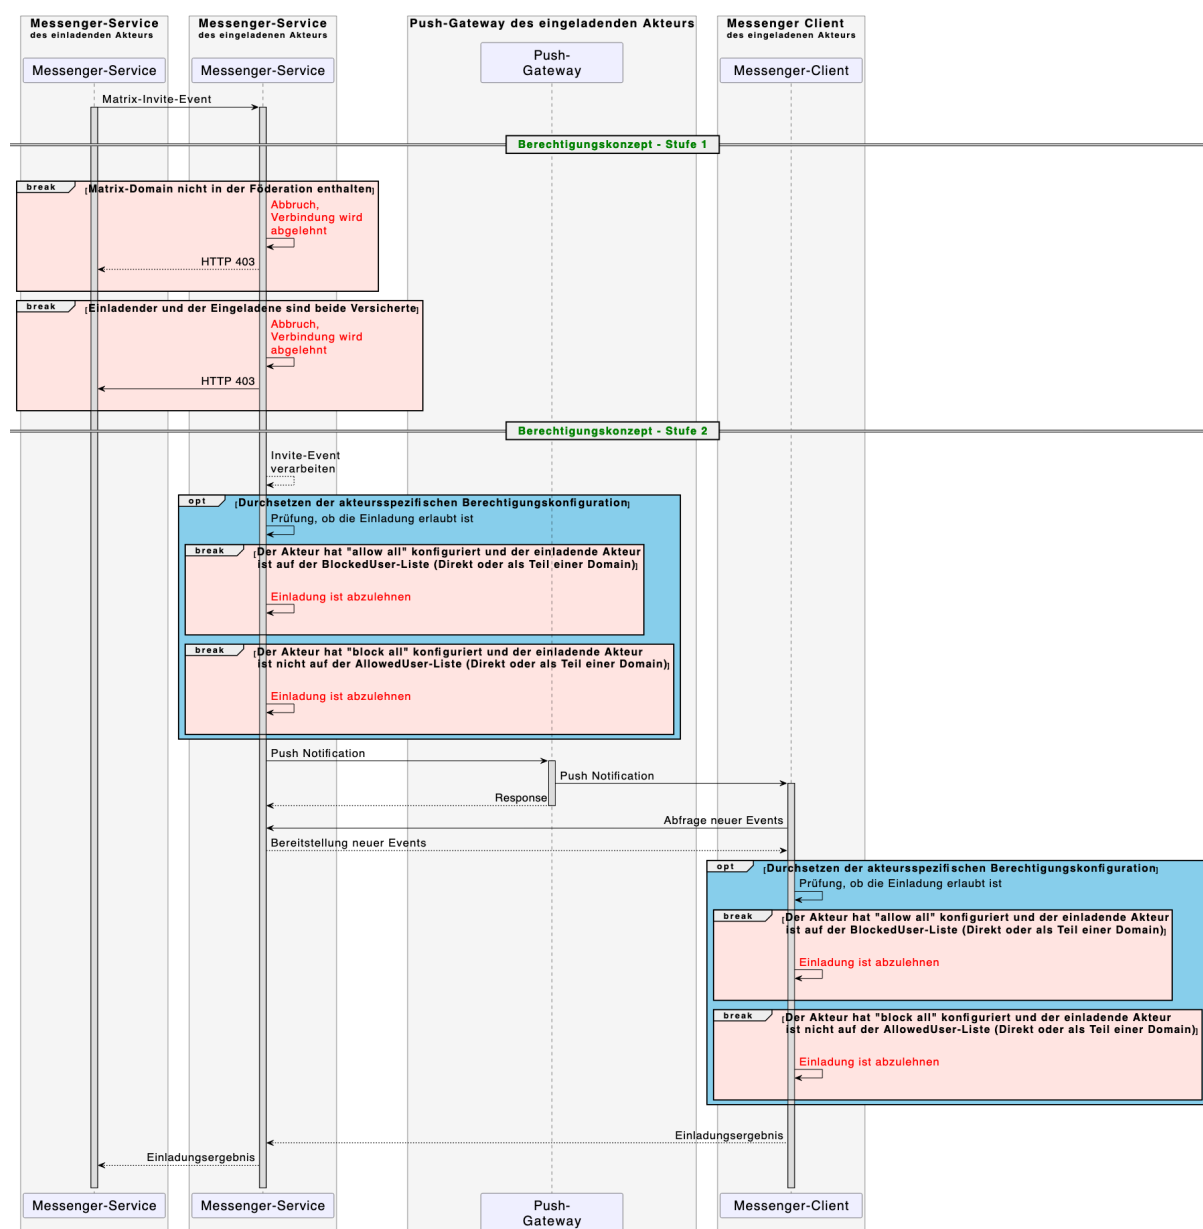 Messenger-Service
des einladenden Akteurs
Messenger-Service
des eingeladenen Akteurs
Push-Gateway des eingeladenden Akteurs
Messenger Client
des eingeladenen Akteurs
Messenger-Service
Messenger-Service
Push-
Gateway
Messenger-Client
Matrix-Invite-Event
Berechtigungskonzept - Stufe 1
break
[Matrix-Domain nicht in der Föderation enthalten]
Abbruch,
Verbindung wird
abgelehnt
HTTP 403
break
[Einladender und der Eingeladene sind beide Versicherte]
Abbruch,
Verbindung wird
abgelehnt
HTTP 403
Berechtigungskonzept - Stufe 2
Invite-Event
verarbeiten
opt
[Durchsetzen der akteursspezifischen Berechtigungskonfiguration]
Prüfung, ob die Einladung erlaubt ist
break
[Der Akteur hat "allow all" konfiguriert und der einladende Akteur
ist auf der BlockedUser-Liste (Direkt oder als Teil einer Domain)]
Einladung ist abzulehnen
break
[Der Akteur hat "block all" konfiguriert und der einladende Akteur
ist nicht auf der AllowedUser-Liste (Direkt oder als Teil einer Domain)]
Einladung ist abzulehnen
Push Notification
Push Notification
Response
Abfrage neuer Events
Bereitstellung neuer Events
opt
[Durchsetzen der akteursspezifischen Berechtigungskonfiguration]
Prüfung, ob die Einladung erlaubt ist
break
[Der Akteur hat "allow all" konfiguriert und der einladende Akteur
ist auf der BlockedUser-Liste (Direkt oder als Teil einer Domain)]
Einladung ist abzulehnen
break
[Der Akteur hat "block all" konfiguriert und der einladende Akteur
ist nicht auf der AllowedUser-Liste (Direkt oder als Teil einer Domain)]
Einladung ist abzulehnen
Einladungsergebnis
Einladungsergebnis
Messenger-Service
Messenger-Service
Push-
Gateway
Messenger-Client